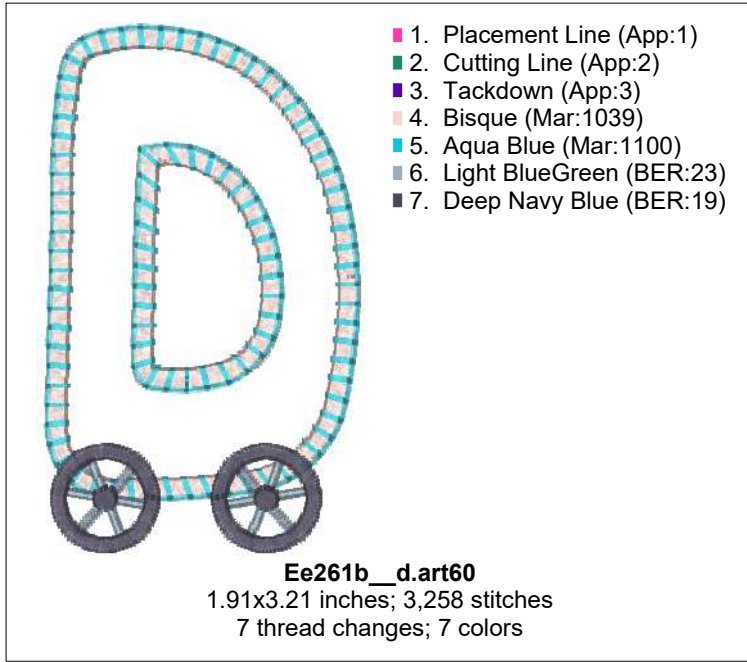 D
1. Placement Line (App:1)
2. Cutting Line (App:2)
3. Tackdown (App:3)
4. Bisque (Mar:1039)
5. Aqua Blue (Mar:1100)
6. Light BlueGreen (BER:23)
7. Deep Navy Blue (BER:19)
Ee261b__d.art60
1.91x3.21 inches; 3,258 stitches
7 thread changes; 7 colors